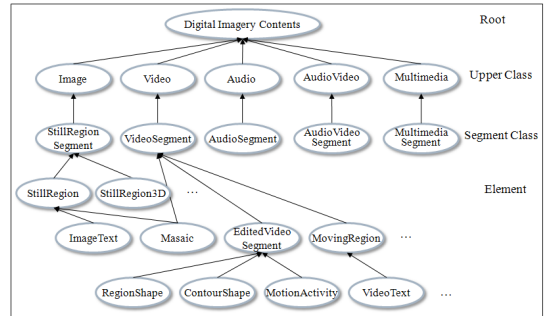 Digital Imagery Contents
Root
Image
Video
Audio
AudioVideo
Multimedia
Upper Class
StillRegion
Segment
VideoSegment
AudioSegment
AudioVideo
Segment
Multimedia
Segment
Segment Class
StillRegion
StillRegion3D
...
Element
ImageText
Masaic
EditedVideo
Segment
MovingRegion
...
RegionShape
ContourShape
MotionActivity
VideoText
...